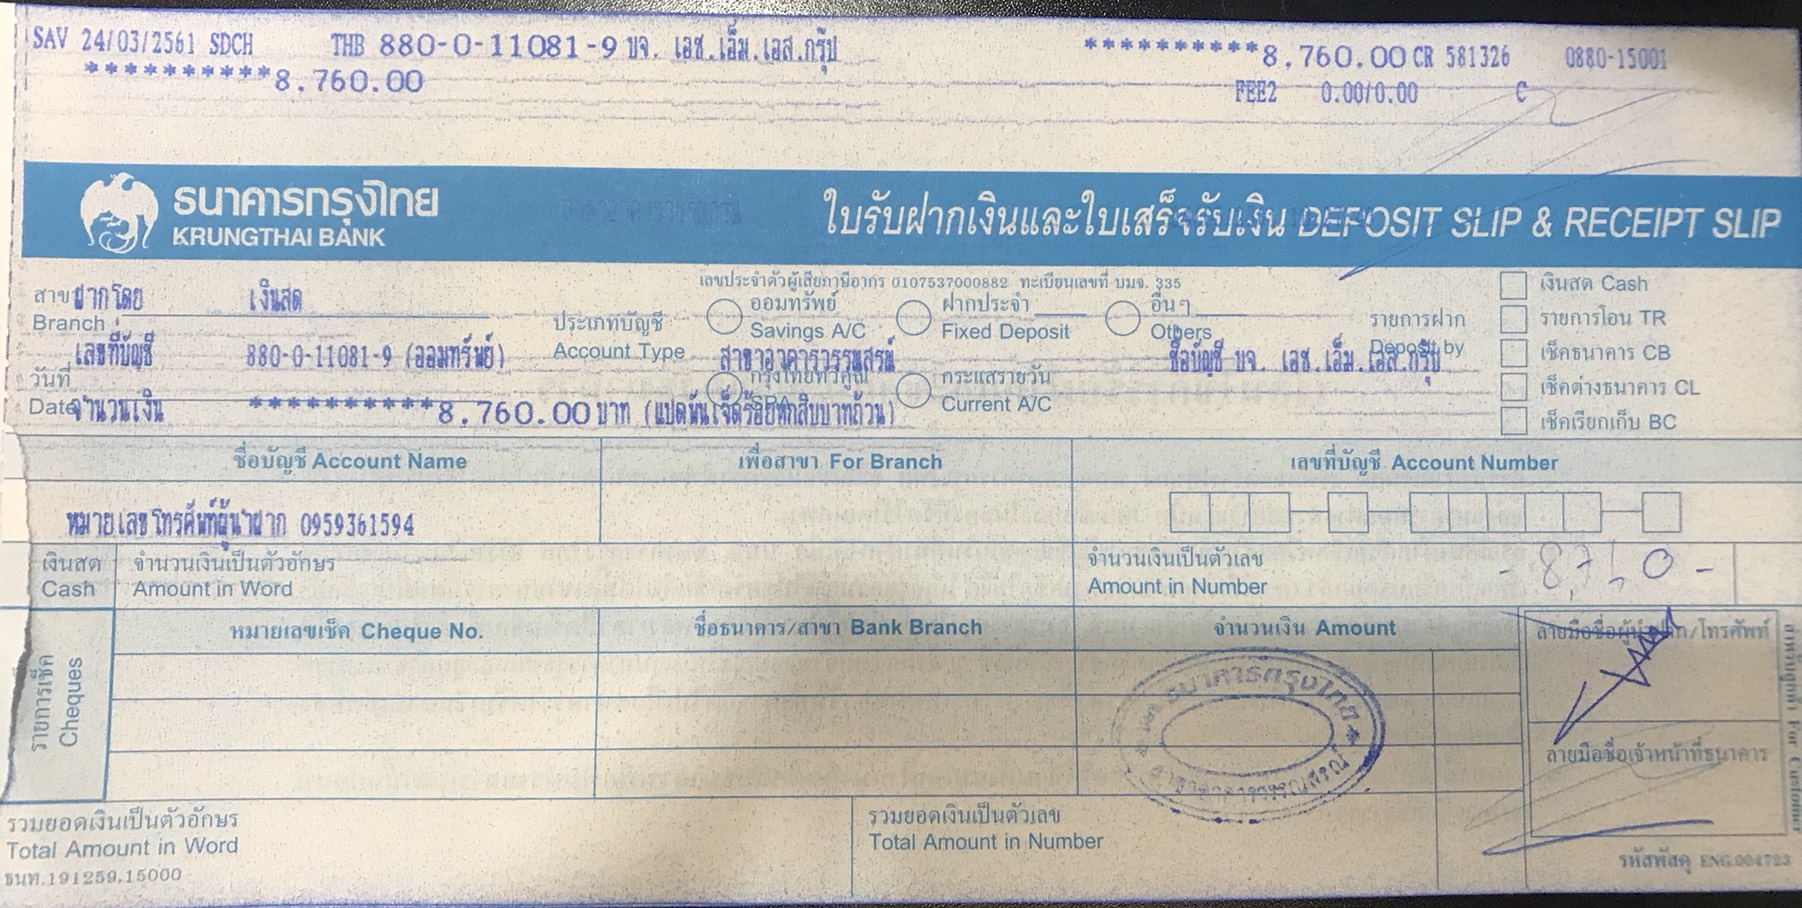 SAV 24/03/2561 SDCH THB 880-0-11081-9 บจ. เอช.เอ็ม.เอส.กรุ๊ป **********8,760.00 CR 581326 0880-15001
**********8,760.00 FEE2 0.00/0.00 C
ธนาคารกรุงไทย
KRUNGTHAI BANK
ใบรับฝากเงินและใบเสร็จรับเงิน DEPOSIT SLIP & RECEIPT SLIP
เลขประจำตัวผู้เสียภาษีอากร 0107537000882 ทะเบียนเลขที่ บมจ. 335
ฝากโดย เงินสด
Branch
ประเภทบัญชี
Account Type
ออมทรัพย์
Savings A/C
ฝากประจำ
Fixed Deposit
อื่นๆ
Others
รายการฝาก
Deposit by
เงินสด Cash
รายการโอน TR
เช็คธนาคาร CB
เช็คต่างธนาคาร CL
เช็คเรียกเก็บ BC
เลขที่บัญชี 880-0-11081-9 (ออมทรัพย์) สาขาอาคารวรรณสรณ์ ชื่อบัญชี บจ. เอช.เอ็ม.เอส.กรุ๊ป
วันที่
Date
กรุงไทยทวีคูณ
SPA
กระแสรายวัน
Current A/C
จำนวนเงิน **********8,760.00 บาท (แปดพันเจ็ดร้อยหกสิบบาทถ้วน)
ชื่อบัญชี Account Name เพื่อสาขา For Branch เลขที่บัญชี Account Number
หมายเลขโทรศัพท์ผู้นำฝาก 0959361594
เงินสด
Cash
จำนวนเงินเป็นตัวอักษร
Amount in Word
จำนวนเงินเป็นตัวเลข
Amount in Number
รายการเช็ค
Cheques
หมายเลขเช็ค Cheque No. ชื่อธนาคาร/สาขา Bank Branch จำนวนเงิน Amount
ลายมือชื่อผู้นำฝาก/โทรศัพท์
ธนาคารกรุงไทย
สาขาอาคารวรรณสรณ์
ลายมือชื่อเจ้าหน้าที่ธนาคาร
สำหรับลูกค้า For Customer
รวมยอดเงินเป็นตัวอักษร
Total Amount in Word
รวมยอดเงินเป็นตัวเลข
Total Amount in Number
ธนท.191259,15000
รหัสพัสดุ ENG.004723